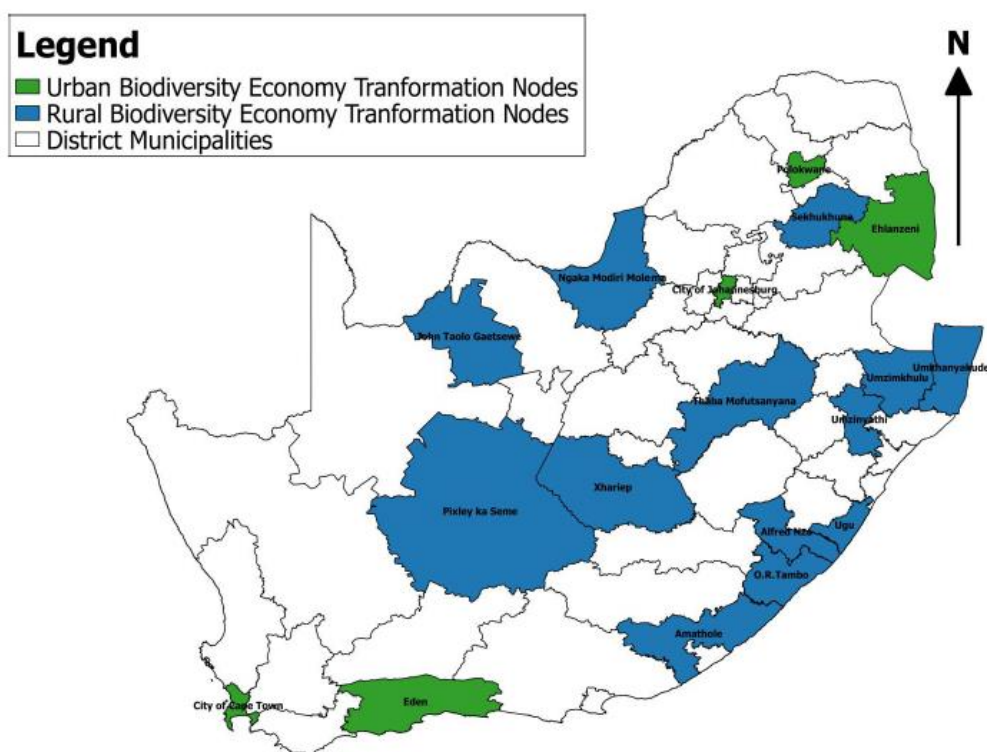 Legend
Urban Biodiversity Economy Tranformation Nodes
Rural Biodiversity Economy Tranformation Nodes
District Municipalities
N
Polokwane
Sekhukhune
Ehlanzeni
Ngaka Modiri Molema
City of Johannesburg
John Taolo Gaetsewe
Umkhanyakude
Umzimkhulu
Thaba Mofutsanyana
Umzinyathi
Xhariep
Pixley ka Seme
Ugu
Alfred Nzo
O.R.Tambo
Amathole
City of Cape Town
Eden